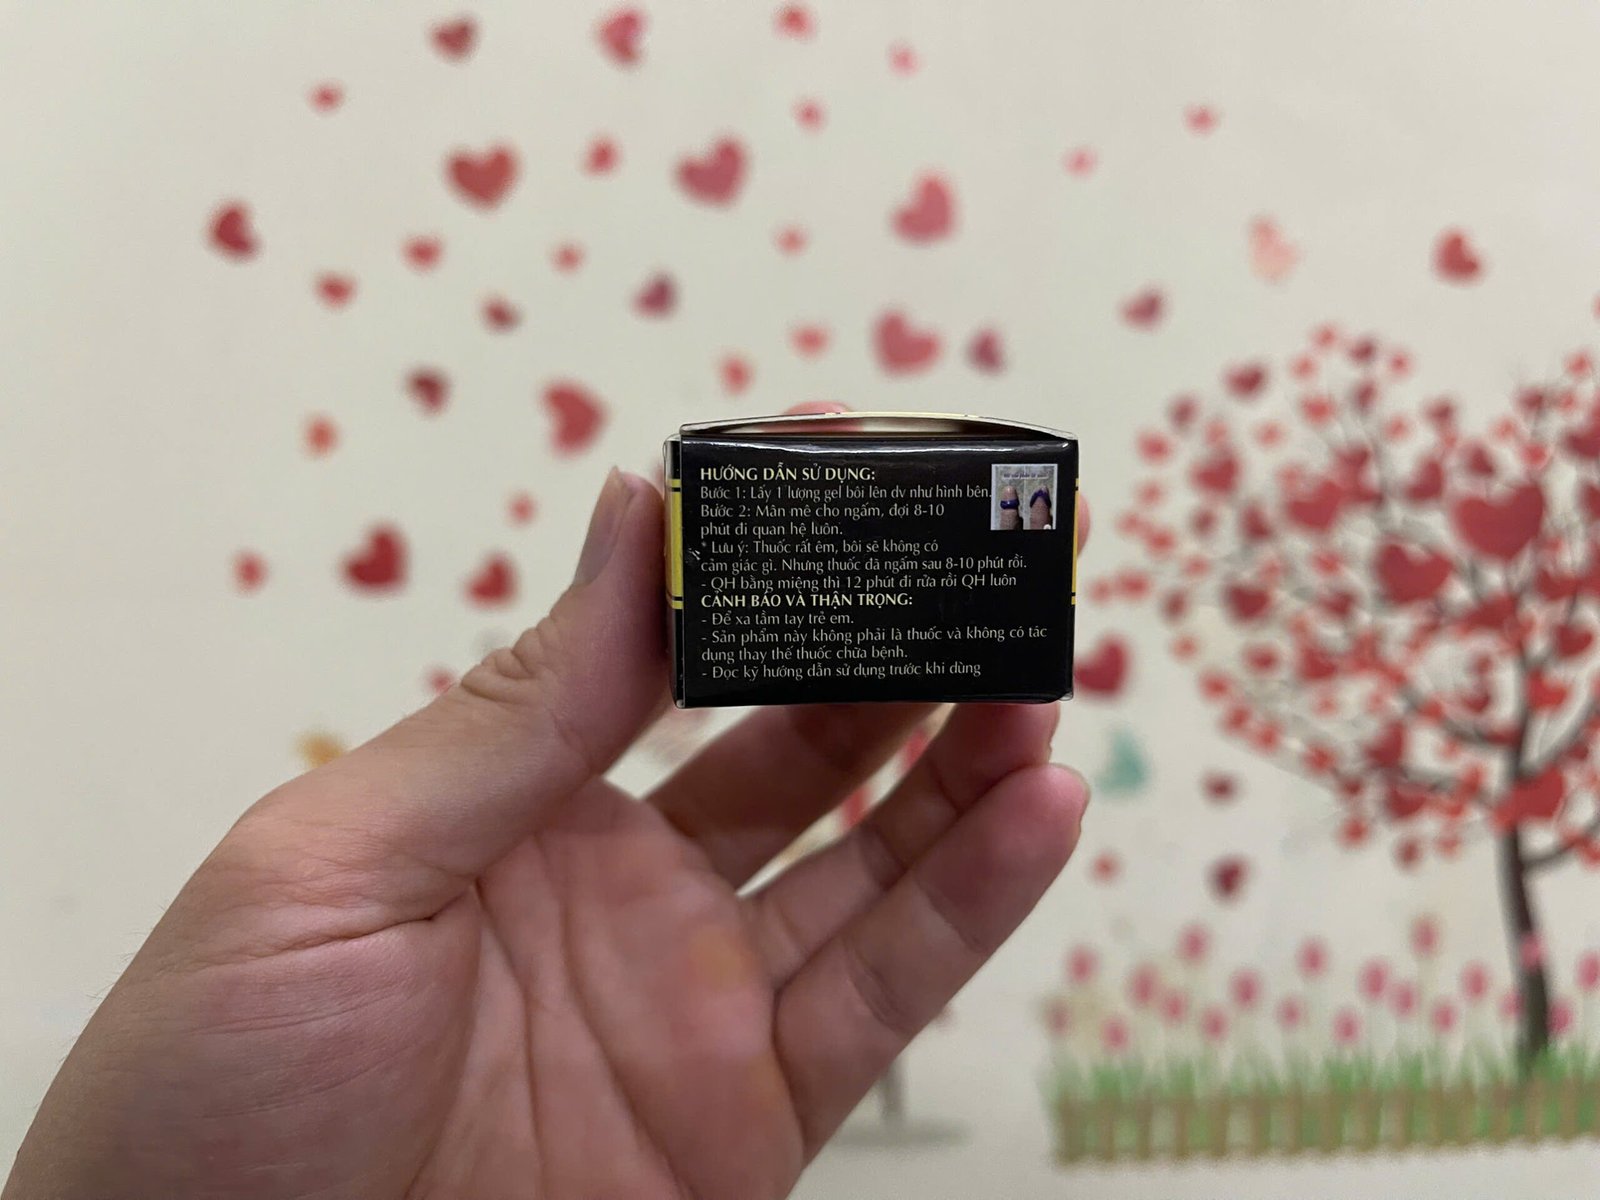 HƯỚNG DẪN SỬ DỤNG:
Bước 1: Lấy 1 lượng gel bôi lên dv như hình bên.
Bước 2: Mân mê cho ngấm, đợi 8-10
phút đi quan hệ luôn.
* Lưu ý: Thuốc rất êm, bôi sẽ không có
cảm giác gì. Nhưng thuốc đã ngấm sau 8-10 phút rồi.
- QH bằng miệng thì 12 phút đi rửa rồi QH luôn
CẢNH BÁO VÀ THẬN TRỌNG:
- Để xa tầm tay trẻ em.
- Sản phẩm này không phải là thuốc và không có tác
dụng thay thế thuốc chữa bệnh.
- Đọc kỹ hướng dẫn sử dụng trước khi dùng